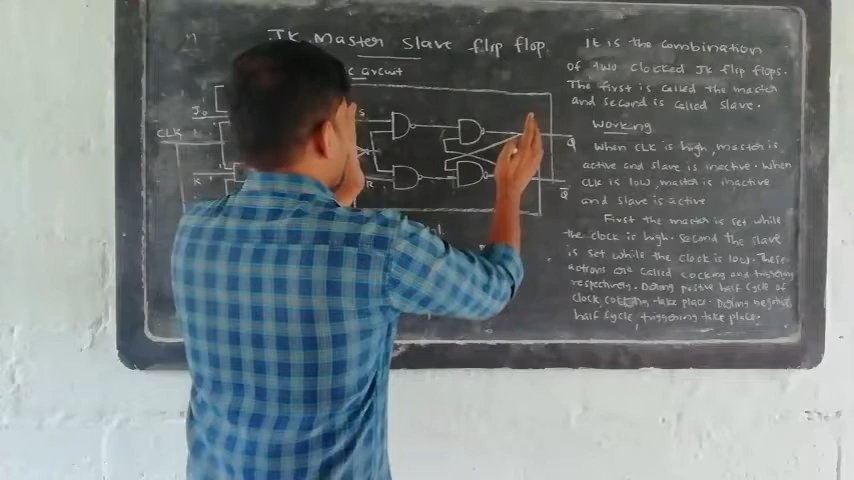 JK Master Slave flip flop
Circuit
J
CLK
K
S
R
Q
Q̅
It is the combination
of two clocked JK flip flops.
The first is called the master
and second is called slave.
Working
When CLK is high, master is
active and slave is inactive. When
CLK is low, master is inactive
and slave is active
First the master is set while
the clock is high. Second the slave
is set while the clock is low. These
actions are called cocking and triggering
respectively. During positive half cycle of
clock, cocking take place. During negative
half cycle, triggering take place.